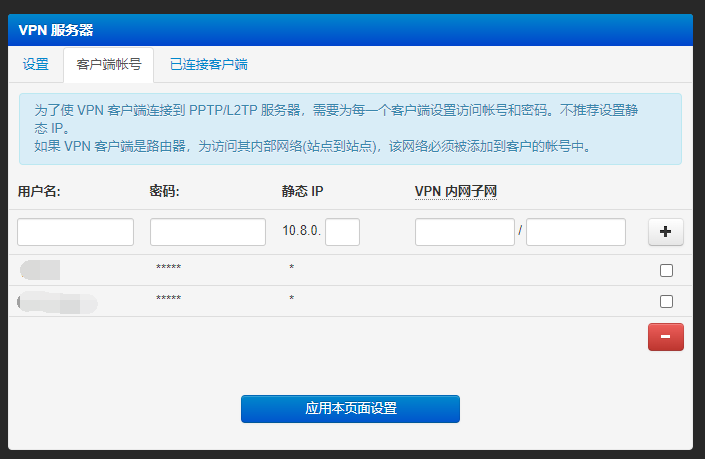 VPN 服务器
设置 客户端帐号 已连接客户端
为了使 VPN 客户端连接到 PPTP/L2TP 服务器，需要为每一个客户端设置访问帐号和密码。不推荐设置静
态 IP。
如果 VPN 客户端是路由器，为访问其内部网络(站点到站点)，该网络必须被添加到客户的帐号中。
用户名: 密码: 静态 IP VPN 内网子网
10.8.0. /
***** *
***** *
应用本页面设置